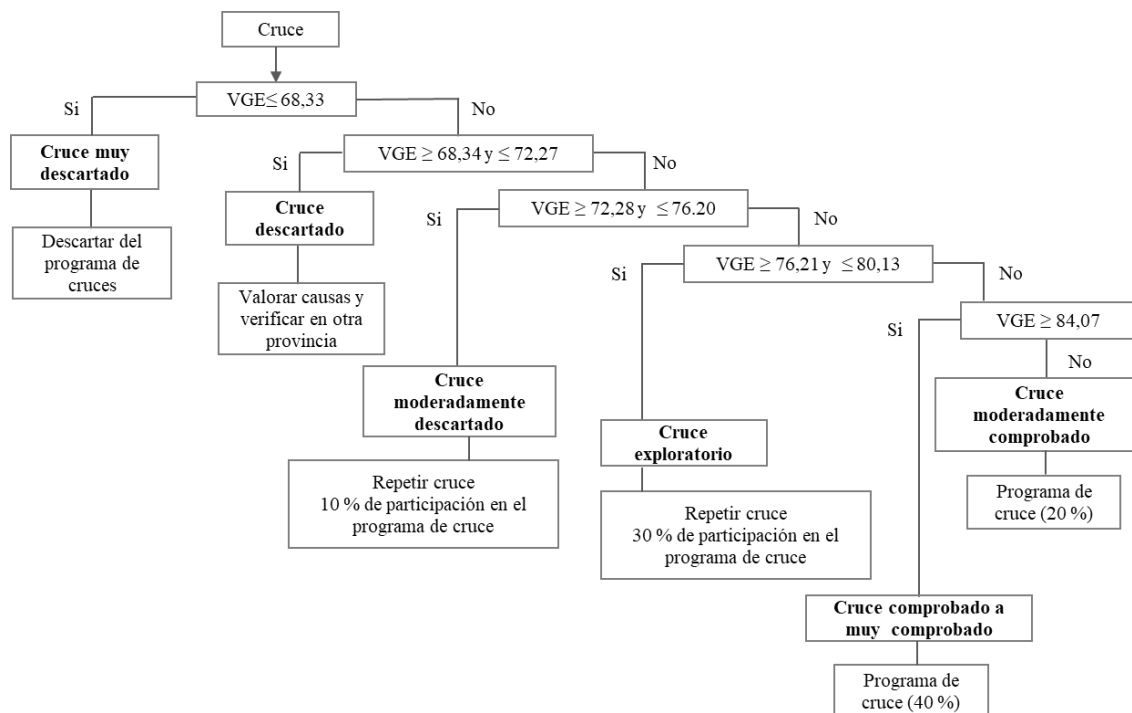 Cruce
VGE≤ 68,33
Si
No
Cruce muy
descartado
Descartar del
programa de
cruces
VGE ≥ 68,34 y ≤ 72,27
Si
No
Cruce
descartado
Valorar causas y
verificar en otra
provincia
VGE ≥ 72,28 y ≤ 76.20
Si
No
Cruce
moderadamente
descartado
Repetir cruce
10 % de participación en el
programa de cruce
VGE ≥ 76,21 y ≤ 80,13
Si
No
Cruce
exploratorio
Repetir cruce
30 % de participación en el
programa de cruce
VGE ≥ 84,07
Si
No
Cruce
moderadamente
comprobado
Programa de
cruce (20 %)
Cruce comprobado a
muy comprobado
Programa de
cruce (40 %)